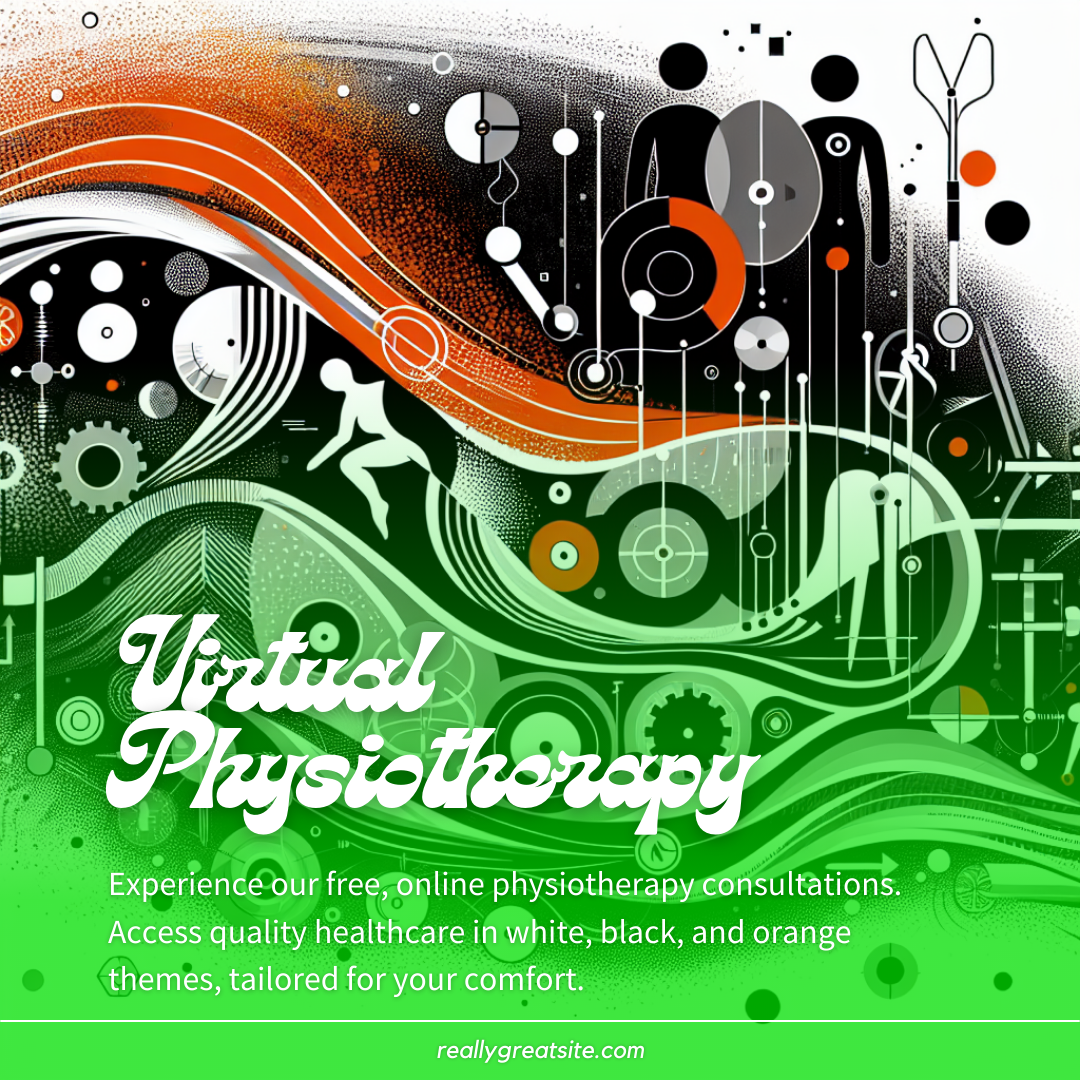 Virtual
Physiotherapy
Experience our free, online physiotherapy consultations.
Access quality healthcare in white, black, and orange
themes, tailored for your comfort.
reallygreatsite.com